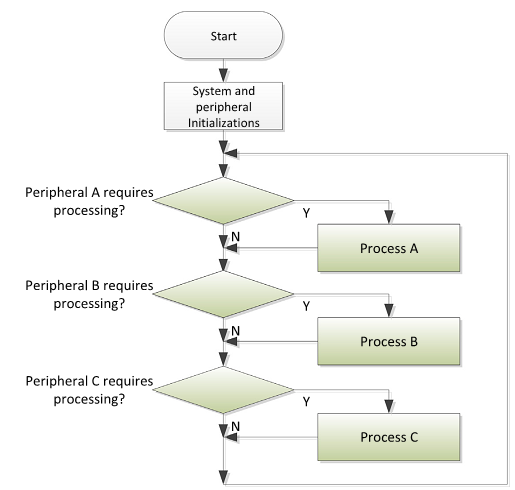 Start
System and
peripheral
Initializations
Peripheral A requires
processing?
Y
N
Process A
Peripheral B requires
processing?
Y
N
Process B
Peripheral C requires
processing?
Y
N
Process C